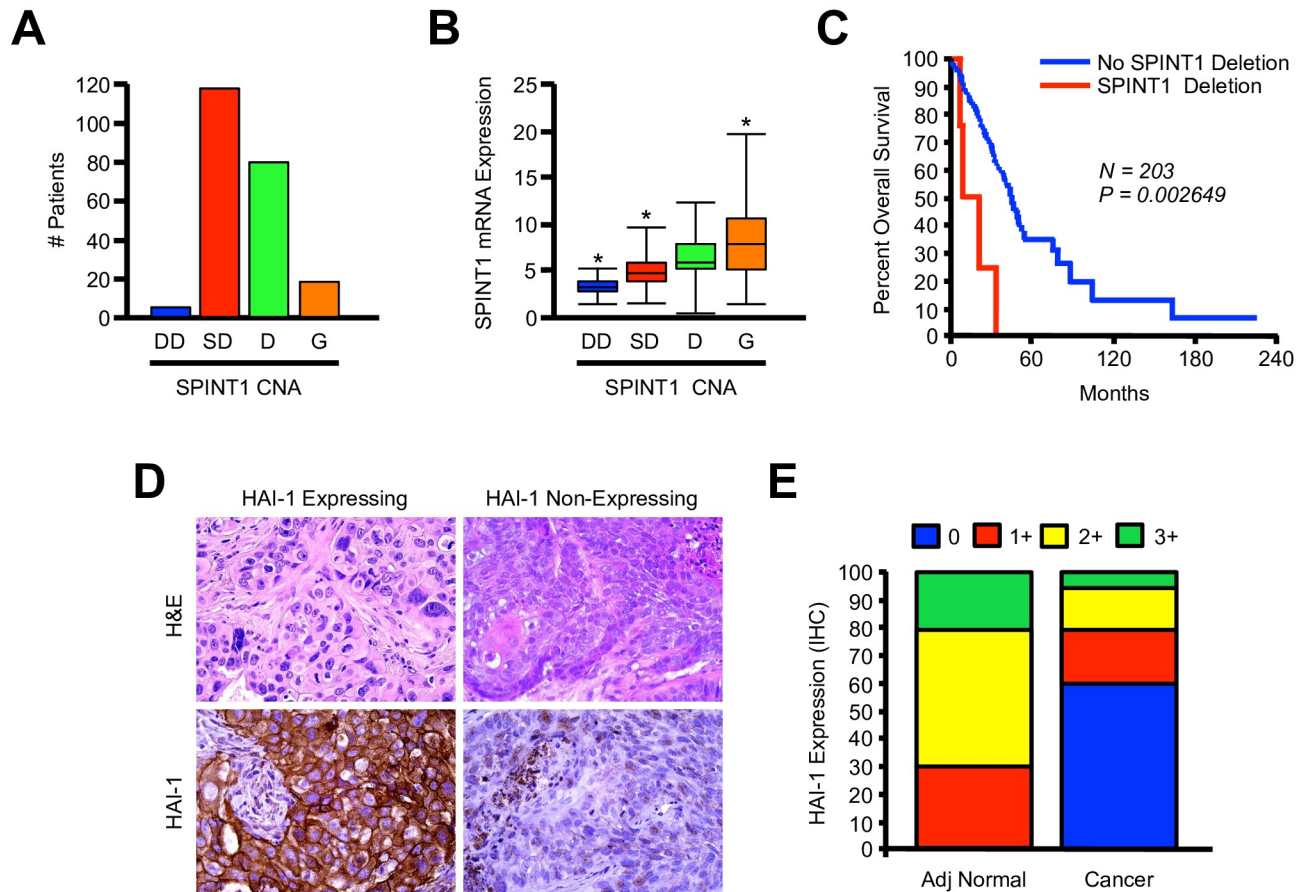 A
120
100
80
60
40
20
0
# Patients
DD SD D G
SPINT1 CNA
B
25
20
15
10
5
0
SPINT1 mRNA Expression
* * *
DD SD D G
SPINT1 CNA
C
100
90
80
70
60
50
40
30
20
10
0
Percent Overall Survival
No SPINT1 Deletion
SPINT1 Deletion
N = 203
P = 0.002649
0 60 120 180 240
Months
D
HAI-1 Expressing HAI-1 Non-Expressing
H&E
HAI-1
E
0 1+ 2+ 3+
100
90
80
70
60
50
40
30
20
10
0
HAI-1 Expression (IHC)
Adj Normal Cancer